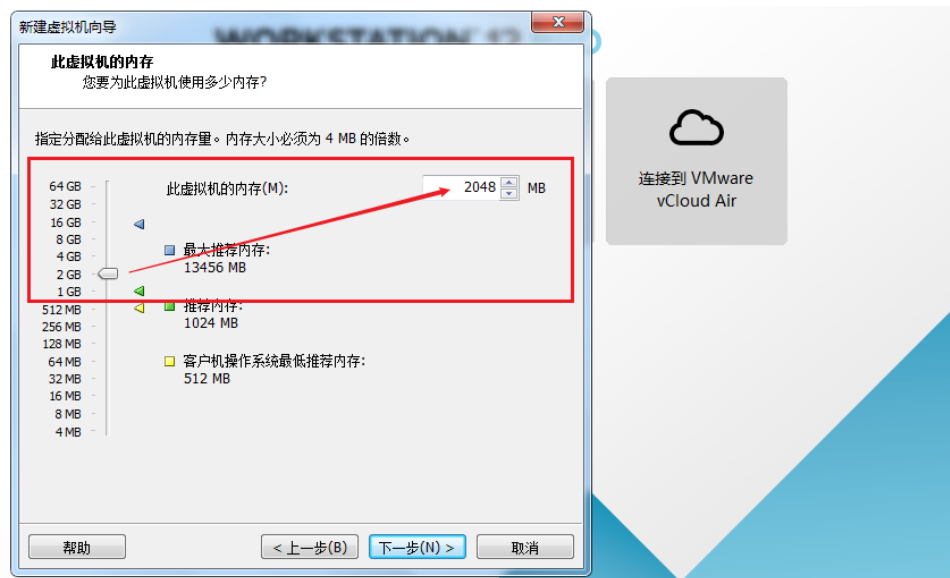 新建虚拟机向导
WORKSTATION 12
此虚拟机的内存
您要为此虚拟机使用多少内存?
指定分配给此虚拟机的内存量。内存大小必须为 4 MB 的倍数。
64 GB
32 GB
16 GB
8 GB
4 GB
2 GB
1 GB
512 MB
256 MB
128 MB
64 MB
32 MB
16 MB
8 MB
4 MB
此虚拟机的内存(M):
2048 MB
最大推荐内存:
13456 MB
推荐内存:
1024 MB
客户机操作系统最低推荐内存:
512 MB
帮助
< 上一步(B)
下一步(N) >
取消
连接到 VMware
vCloud Air